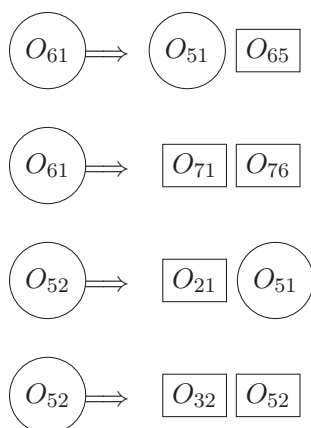 O₆₁ ⟹ O₅₁ O₆₅
O₆₁ ⟹ O₇₁ O₇₆
O₅₂ ⟹ O₂₁ O₅₁
O₅₂ ⟹ O₃₂ O₅₂